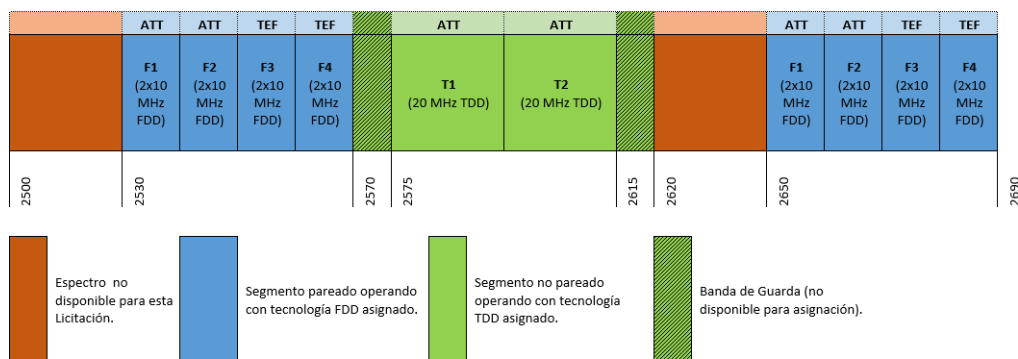 ATT ATT TEF TEF ATT ATT ATT ATT TEF TEF
F1
(2x10
MHz
FDD)
F2
(2x10
MHz
FDD)
F3
(2x10
MHz
FDD)
F4
(2x10
MHz
FDD)
T1
(20 MHz TDD)
T2
(20 MHz TDD)
F1
(2x10
MHz
FDD)
F2
(2x10
MHz
FDD)
F3
(2x10
MHz
FDD)
F4
(2x10
MHz
FDD)
2500
2530
2570
2575
2615
2620
2650
2690
Espectro no
disponible para esta
Licitación.
Segmento pareado operando
con tecnología FDD asignado.
Segmento no pareado
operando con tecnología
TDD asignado.
Banda de Guarda (no
disponible para asignación).